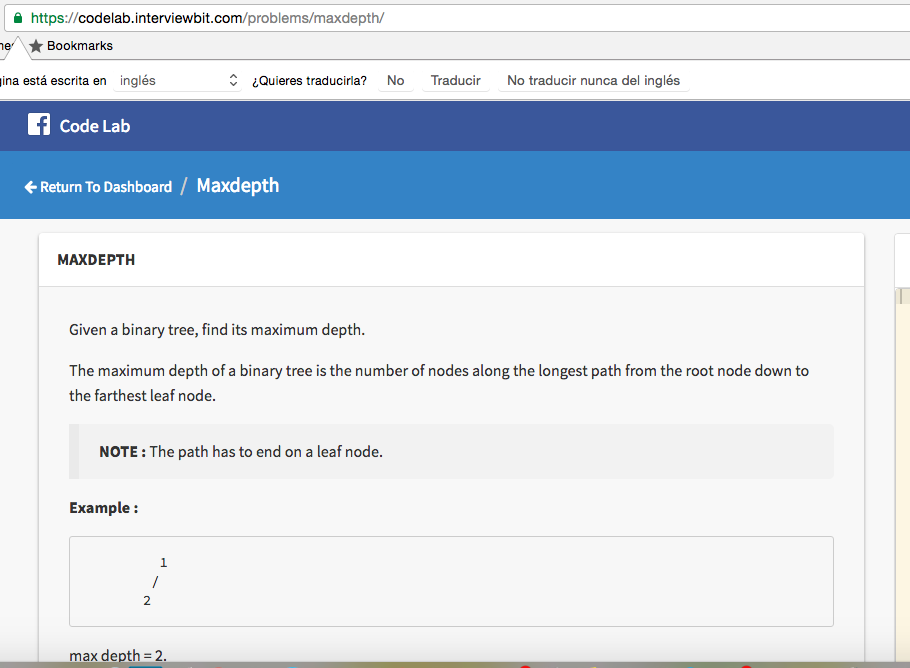 https://codelab.interviewbit.com/problems/maxdepth/
Bookmarks
está escrita en inglés ¿Quieres traducirla? No Traducir No traducir nunca del inglés
Code Lab
Return To Dashboard / Maxdepth
MAXDEPTH
Given a binary tree, find its maximum depth.
The maximum depth of a binary tree is the number of nodes along the longest path from the root node down to
the farthest leaf node.
NOTE : The path has to end on a leaf node.
Example :
1
/
2
max depth = 2.